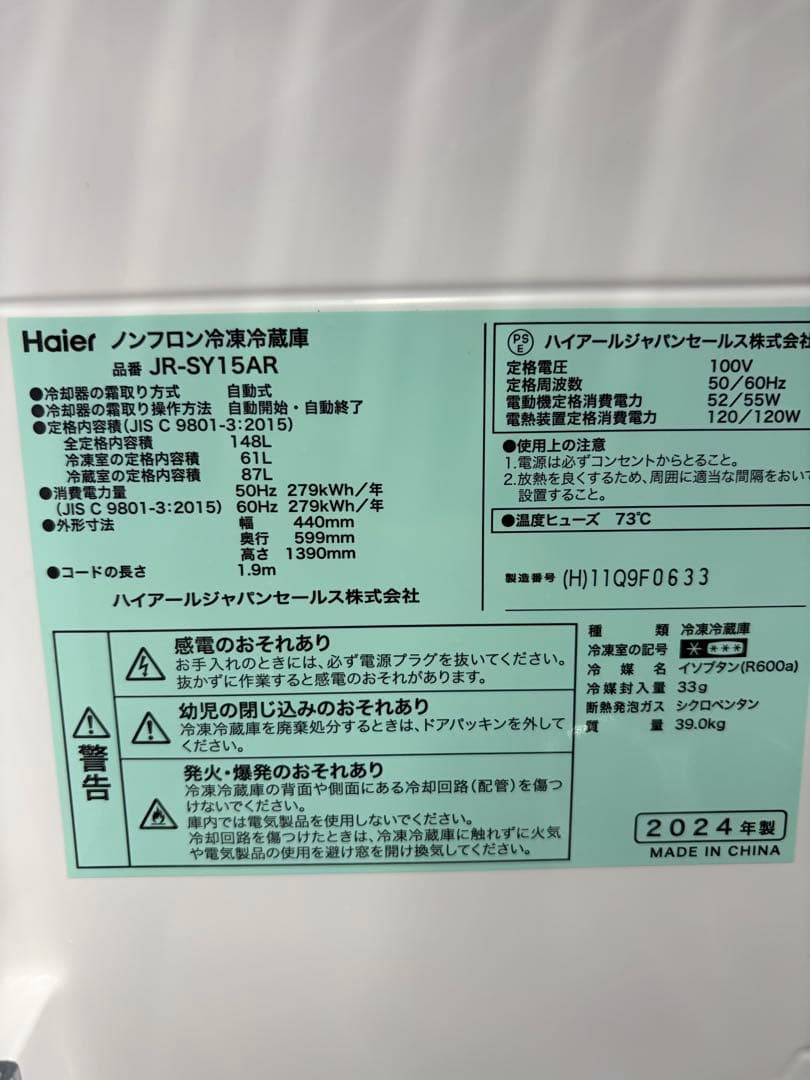 Haier ノンフロン冷凍冷蔵庫
品番 JR-SY15AR
●冷却器の霜取り方式 自動式
●冷却器の霜取り操作方法 自動開始・自動終了
●定格内容積(JIS C 9801-3:2015)
全定格内容積 148L
冷凍室の定格内容積 61L
冷蔵室の定格内容積 87L
●消費電力量 50Hz 279kWh/年
(JIS C 9801-3:2015) 60Hz 279kWh/年
●外形寸法 幅 440mm
奥行 599mm
高さ 1390mm
●コードの長さ 1.9m
ハイアールジャパンセールス株式会社
PSE ハイアールジャパンセールス株式会社
定格電圧 100V
定格周波数 50/60Hz
電動機定格消費電力 52/55W
電熱装置定格消費電力 120/120W
●使用上の注意
1.電源は必ずコンセントからとること。
2.放熱を良くするため、周囲に適当な間隔をおいて
設置すること。
●温度ヒューズ 73℃
製造番号 (H)11Q9F0633
警告
感電のおそれあり
お手入れのときには、必ず電源プラグを抜いてください。
抜かずに作業すると感電のおそれがあります。
幼児の閉じ込みのおそれあり
冷凍冷蔵庫を廃棄処分するときは、ドアパッキンを外して
ください。
発火・爆発のおそれあり
冷凍冷蔵庫の背面や側面にある冷却回路(配管)を傷つ
けないでください。
庫内では電気製品を使用しないでください。
冷却回路を傷つけたときは、冷凍冷蔵庫に触れずに火気
や電気製品の使用を避け窓を開け換気してください。
種類 冷凍冷蔵庫
冷凍室の記号 ****​*
冷媒名 イソブタン(R600a)
冷媒封入量 33g
断熱発泡ガス シクロペンタン
質量 39.0kg
2024年製
MADE IN CHINA